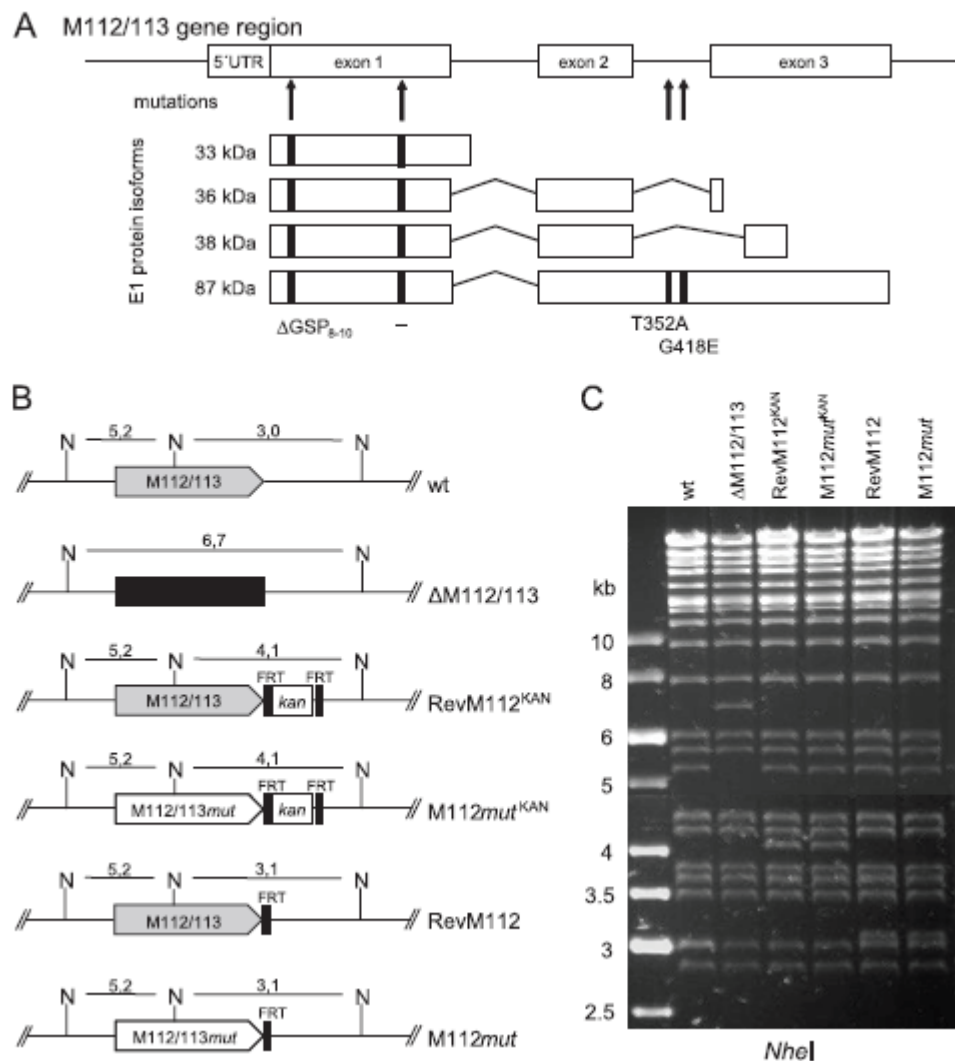 A M112/113 gene region
5´UTR exon 1 exon 2 exon 3
mutations
E1 protein isoforms
33 kDa
36 kDa
38 kDa
87 kDa
ΔGSP8-10 – T352A
G418E
B
5,2 3,0
N N N
M112/113
wt
6,7
N N
ΔM112/113
5,2 4,1
N N N
FRT FRT
M112/113 kan
RevM112KAN
5,2 4,1
N N N
FRT FRT
M112/113mut kan
M112mutKAN
5,2 3,1
N N N
FRT
M112/113
RevM112
5,2 3,1
N N N
FRT
M112/113mut
M112mut
C
wt
ΔM112/113
RevM112KAN
M112mutKAN
RevM112
M112mut
kb
10
8
6
5
4
3.5
3
2.5
NheI